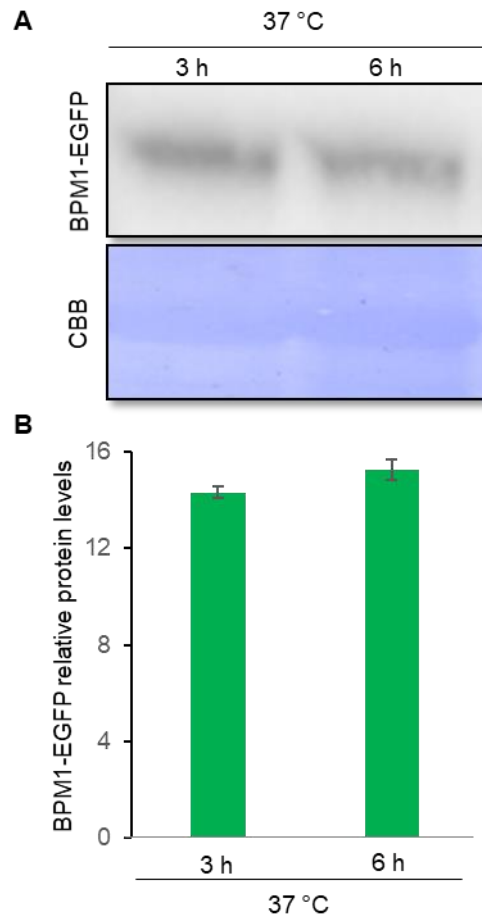 A
37 °C
3 h 6 h
BPM1-EGFP
CBB
B
BPM1-EGFP relative protein levels
16
12
8
4
0
3 h 6 h
37 °C